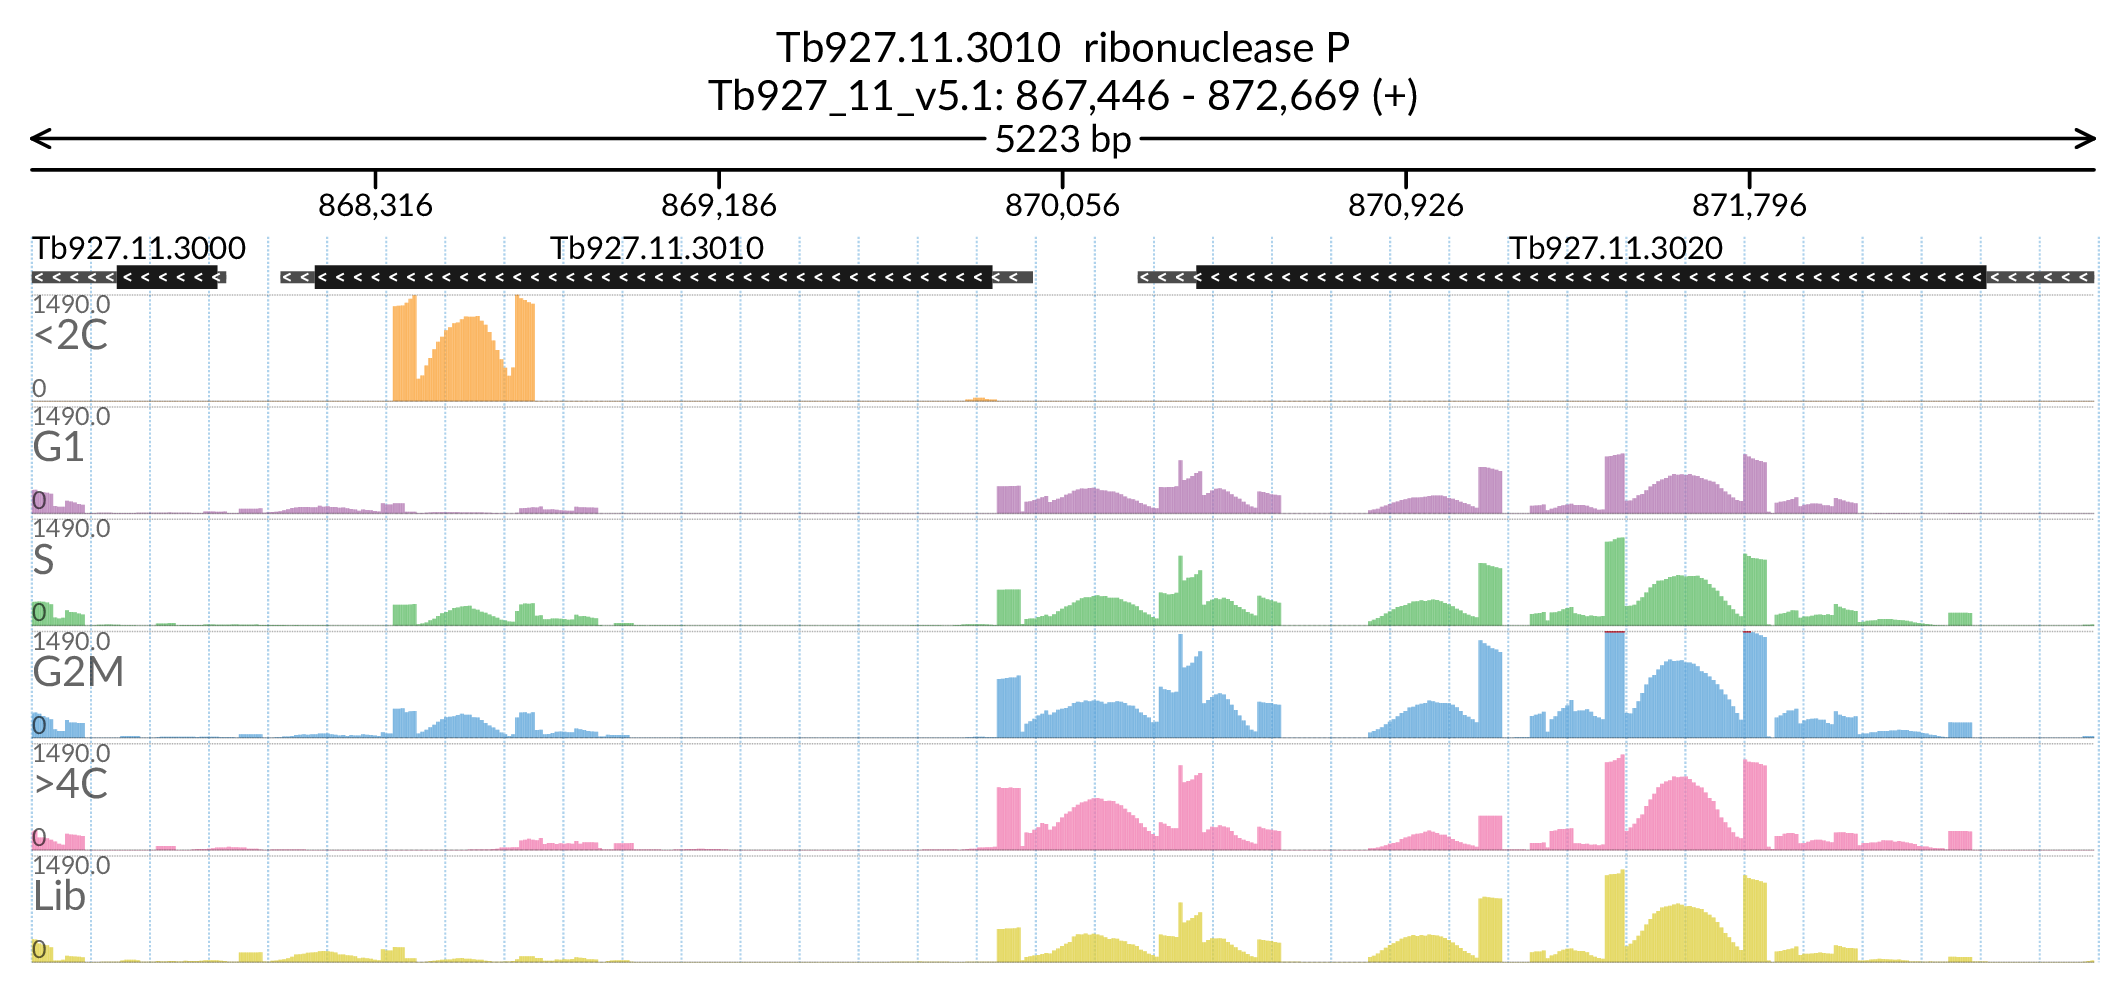 Tb927.11.3010 ribonuclease P
Tb927_11_v5.1: 867,446 - 872,669 (+)
5223 bp
868,316 869,186 870,056 870,926 871,796
Tb927.11.3000 Tb927.11.3010 Tb927.11.3020
1490.0
<2C
0
1490.0
G1
0
1490.0
S
0
1490.0
G2M
0
1490.0
>4C
0
1490.0
Lib
0